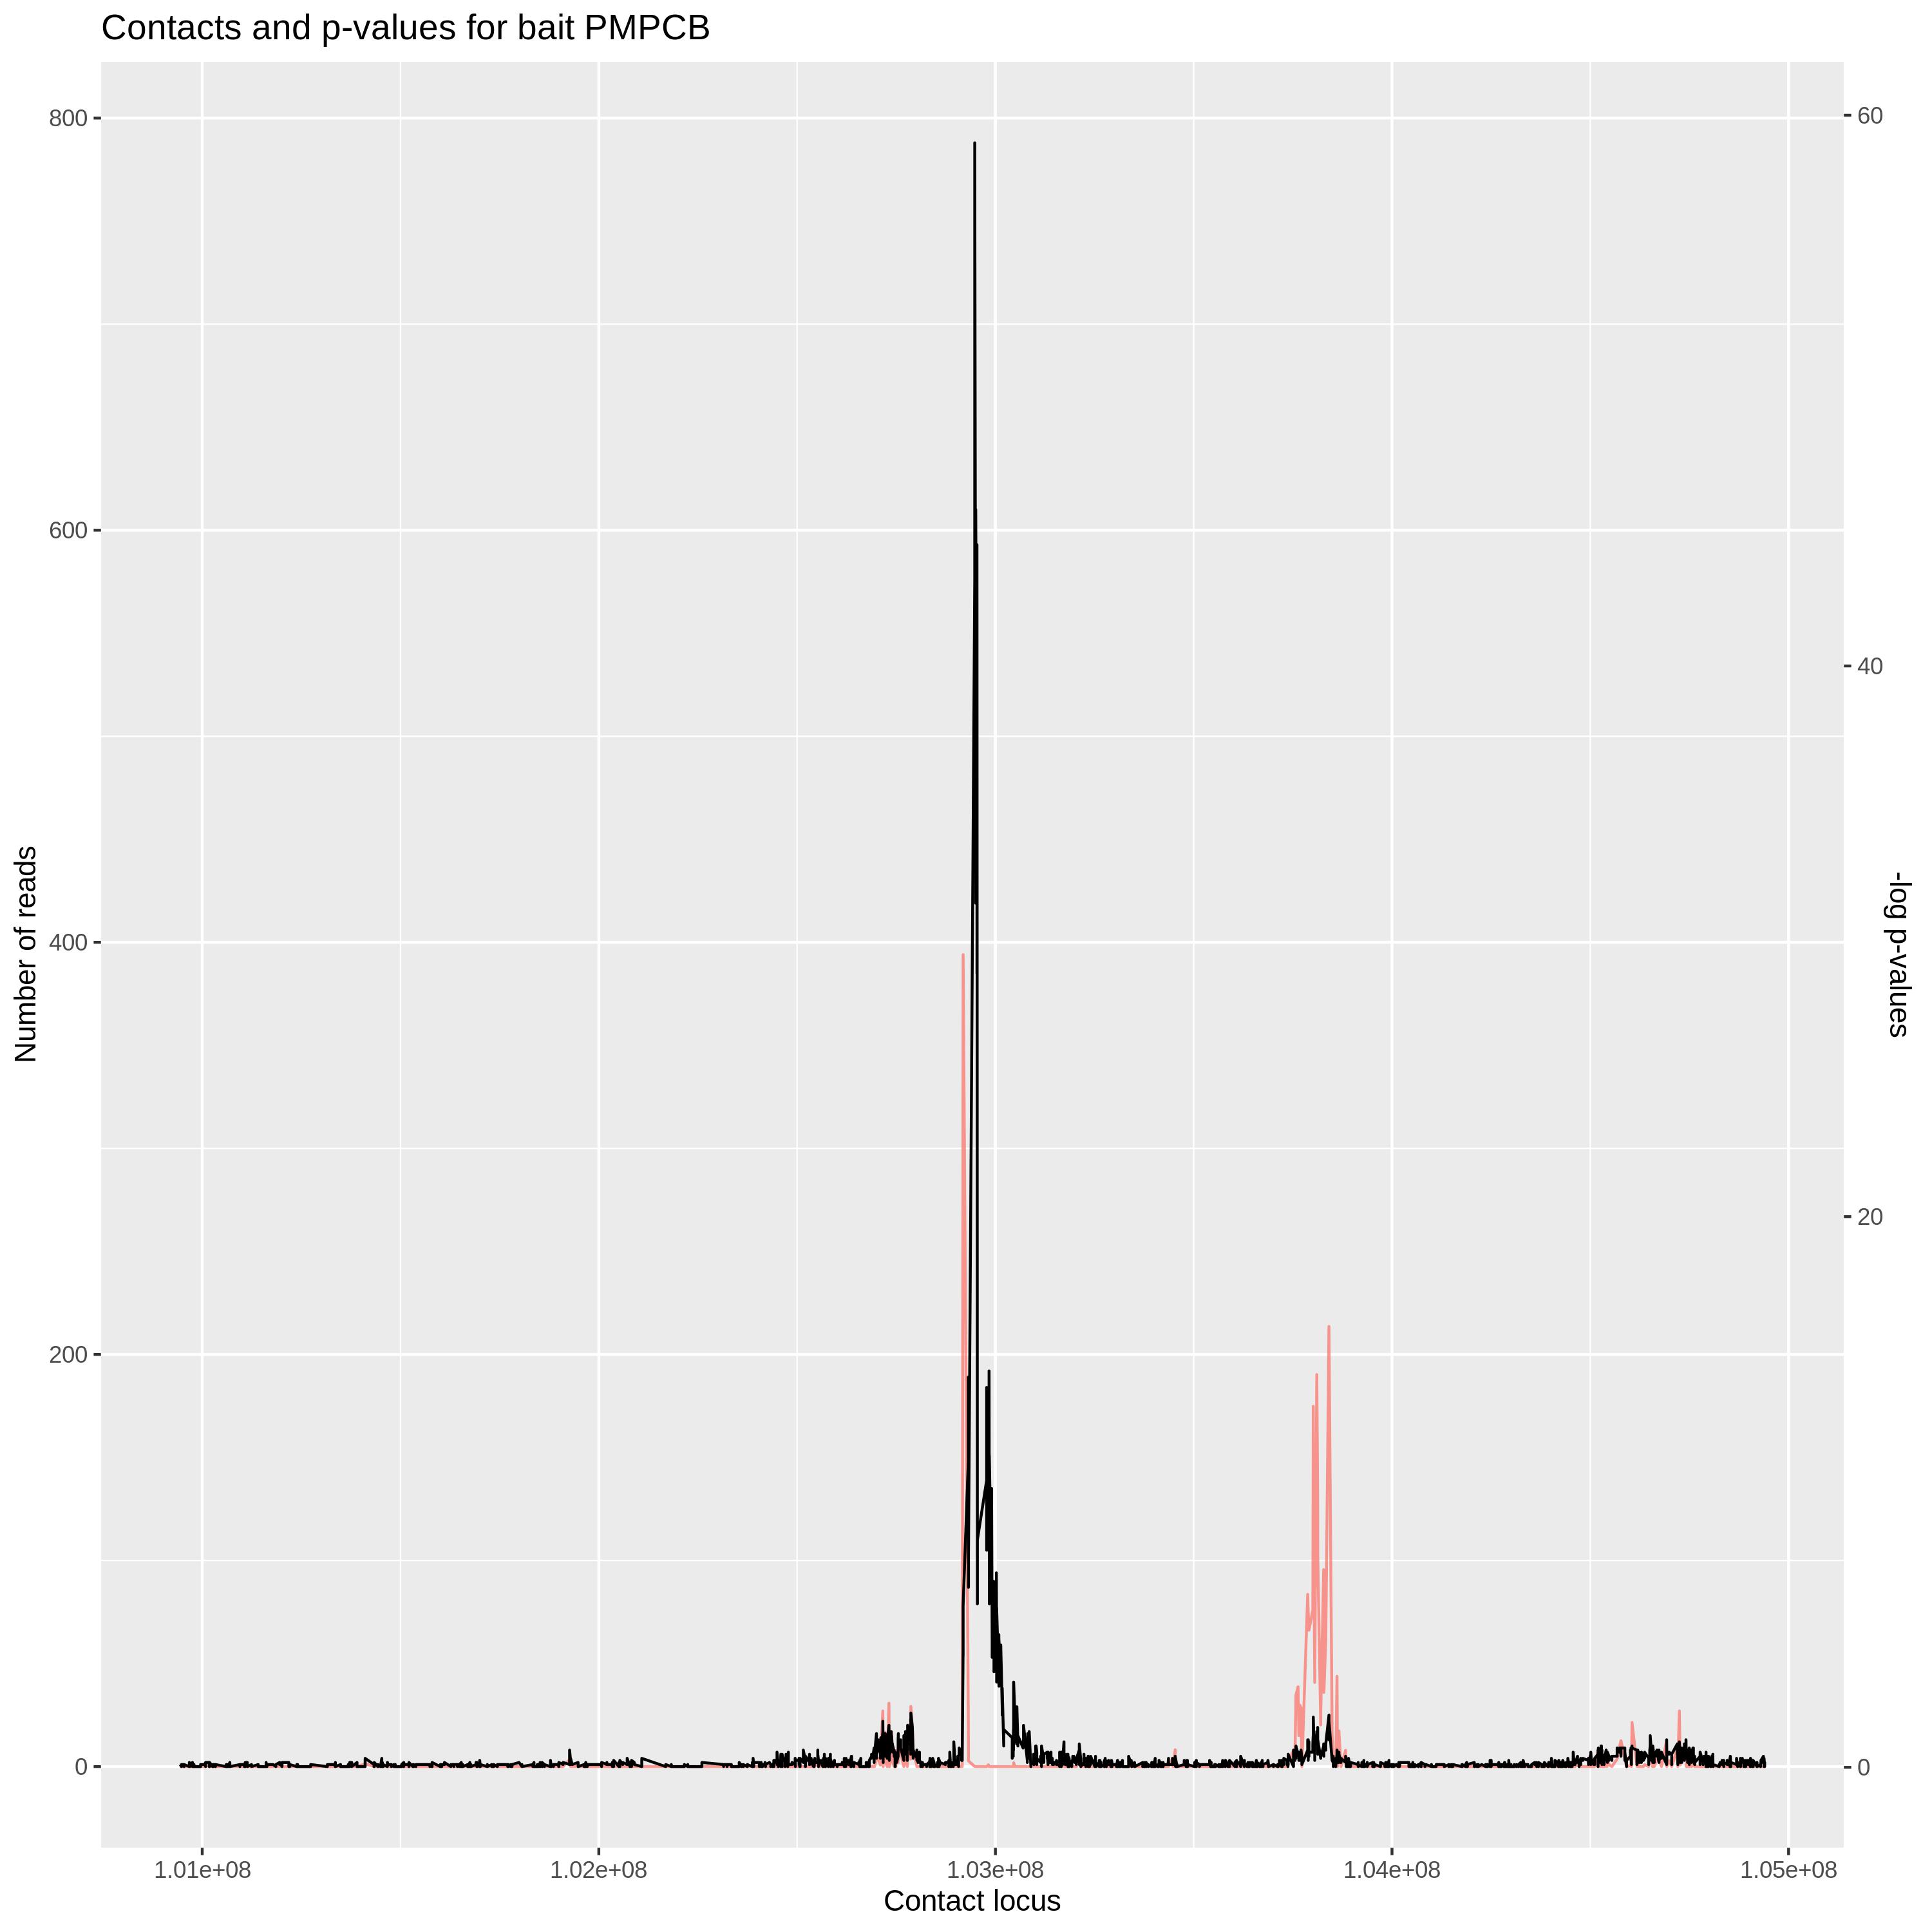 Contacts and p-values for bait PMPCB
800
600
400
200
0
60
40
20
0
Number of reads
-log p-values
1.01e+08
1.02e+08
1.03e+08
1.04e+08
1.05e+08
Contact locus